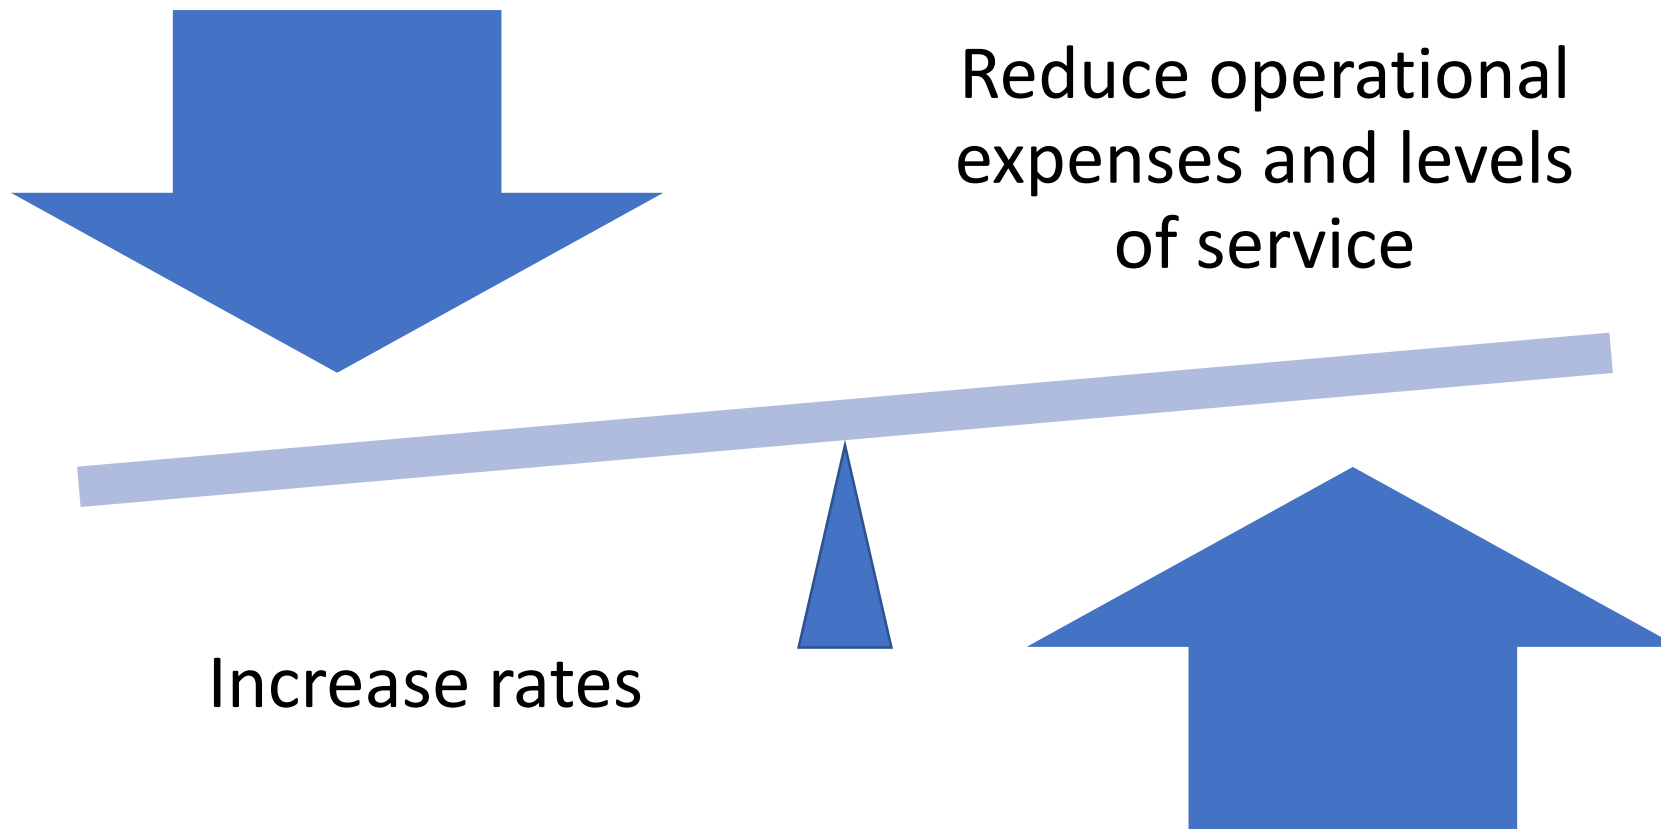 Reduce operational
expenses and levels
of service
Increase rates